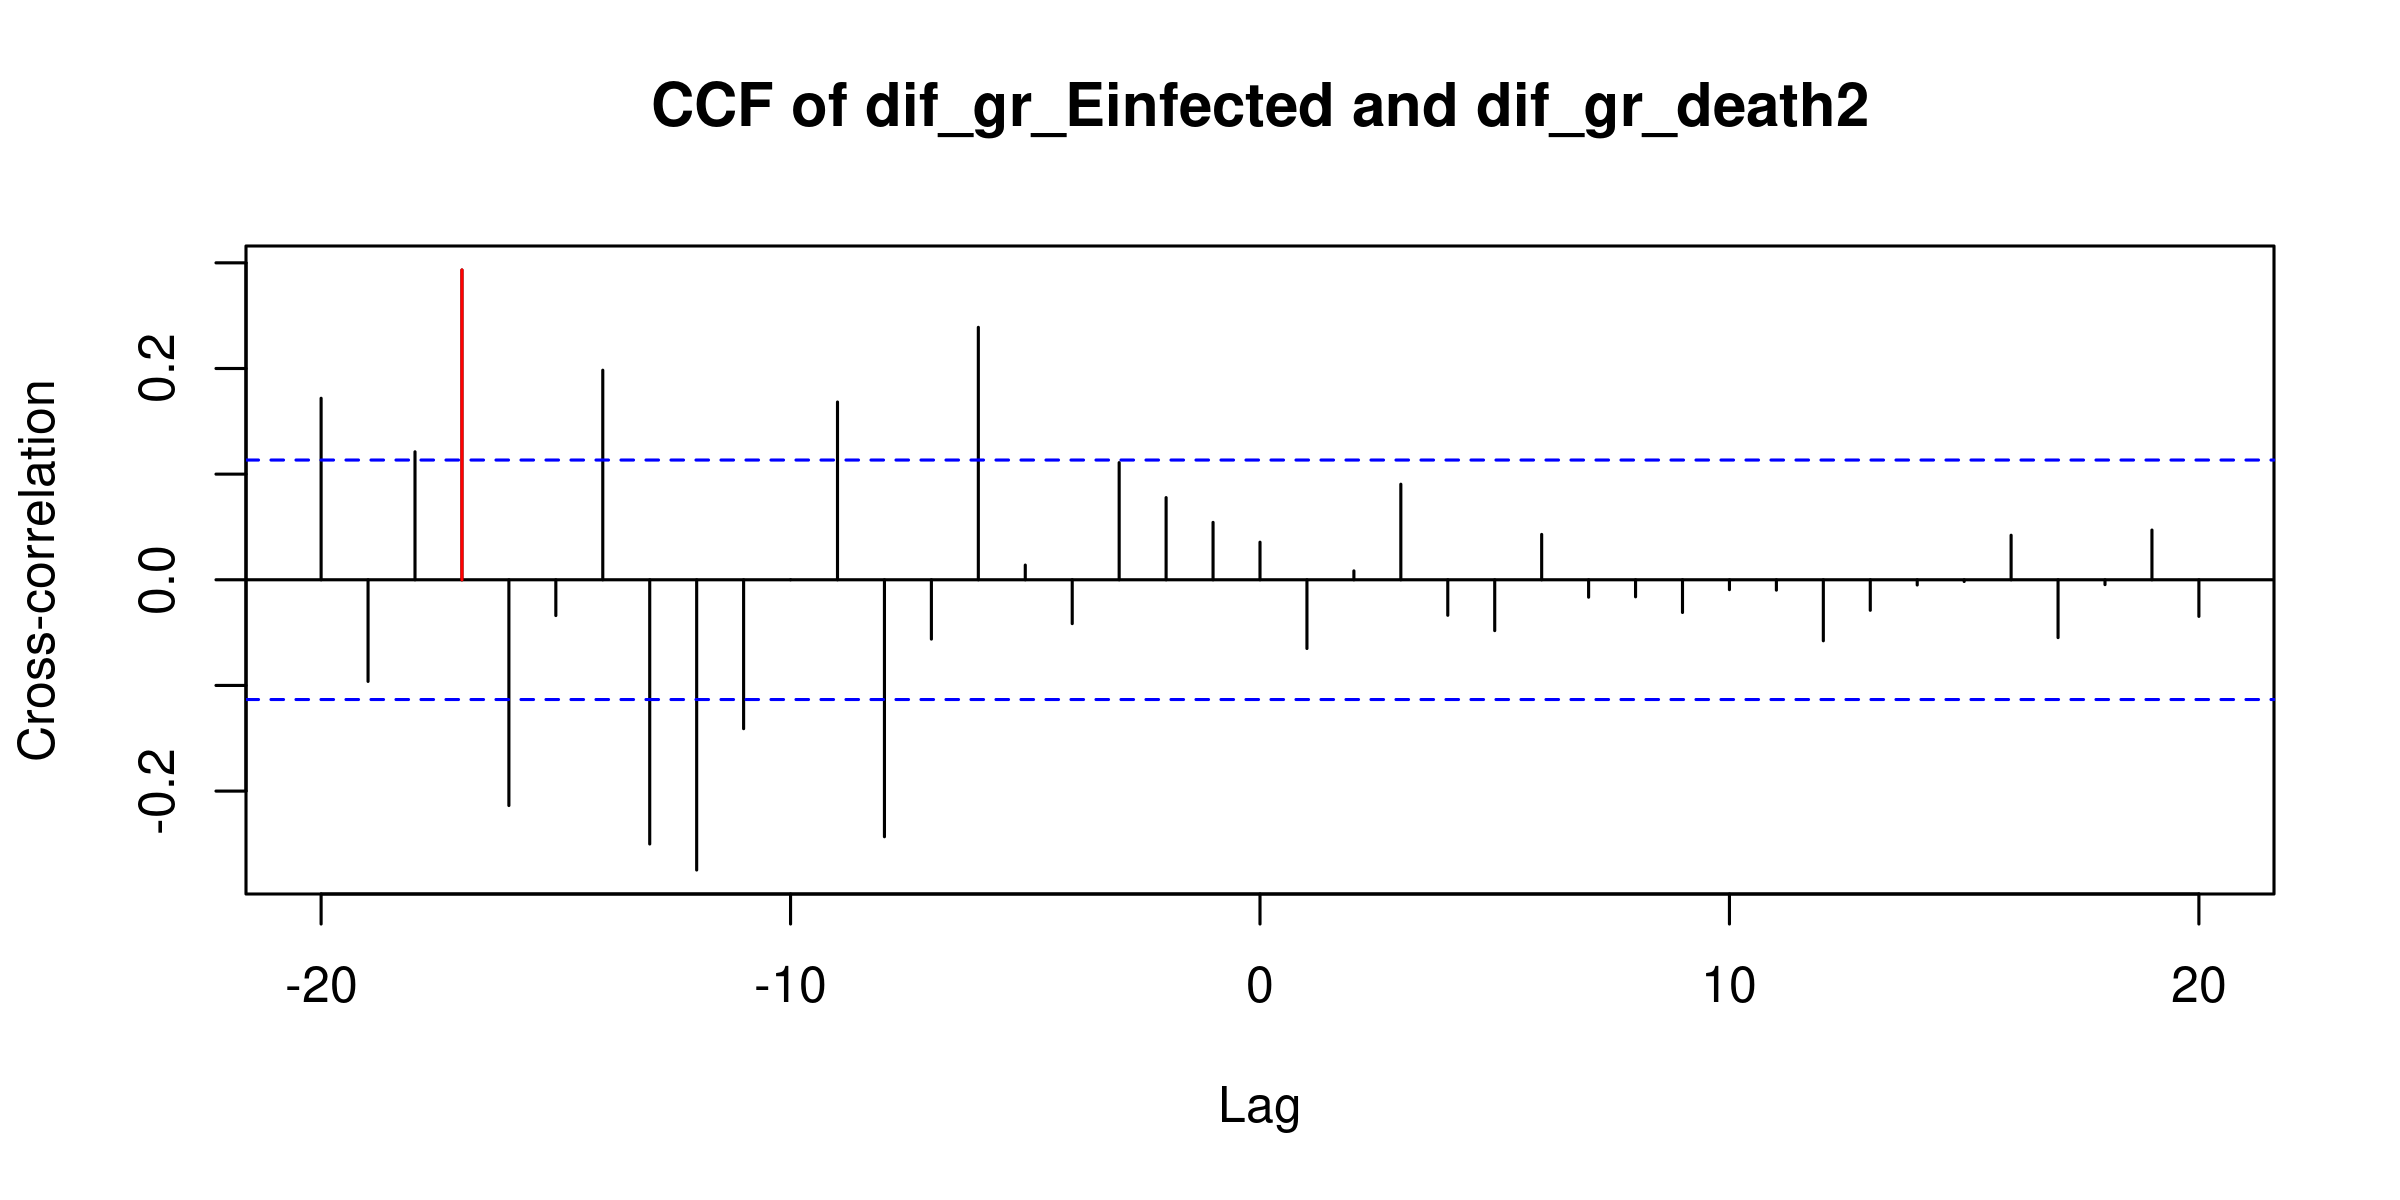 CCF of dif_gr_Einfected and dif_gr_death2
Cross-correlation
0.2
0.0
-0.2
-20 -10 0 10 20
Lag